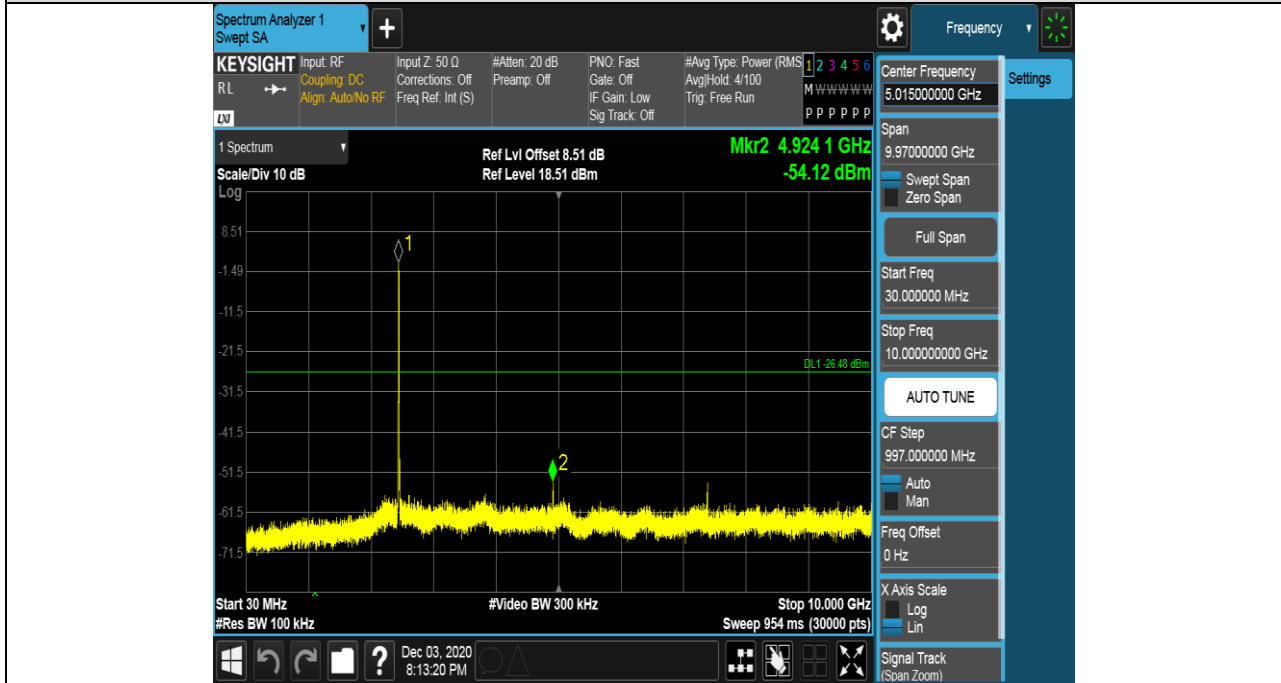 Spectrum Analyzer 1
Swept SA
Frequency
KEYSIGHT
RL
LXI
Input: RF
Coupling: DC
Align: Auto/No RF
Input Z: 50 Ω
Corrections: Off
Freq Ref: Int (S)
#Atten: 20 dB
Preamp: Off
PNO: Fast
Gate: Off
IF Gain: Low
Sig Track: Off
#Avg Type: Power (RMS
Avg|Hold: 4/100
Trig: Free Run
1 2 3 4 5 6
M W W W W W
P P P P P P
1 Spectrum
Scale/Div 10 dB
Log
Ref Lvl Offset 8.51 dB
Ref Level 18.51 dBm
Mkr2 4.924 1 GHz
-54.12 dBm
8.51
-1.49
-11.5
-21.5
-31.5
-41.5
-51.5
-61.5
-71.5
1
2
DL1 -26.48 dBm
Start 30 MHz
#Res BW 100 kHz
#Video BW 300 kHz
Stop 10.000 GHz
Sweep 954 ms (30000 pts)
Dec 03, 2020
8:13:20 PM
Center Frequency
5.015000000 GHz
Span
9.97000000 GHz
Swept Span
Zero Span
Full Span
Start Freq
30.000000 MHz
Stop Freq
10.000000000 GHz
AUTO TUNE
CF Step
997.000000 MHz
Auto
Man
Freq Offset
0 Hz
X Axis Scale
Log
Lin
Signal Track
(Span Zoom)
Settings